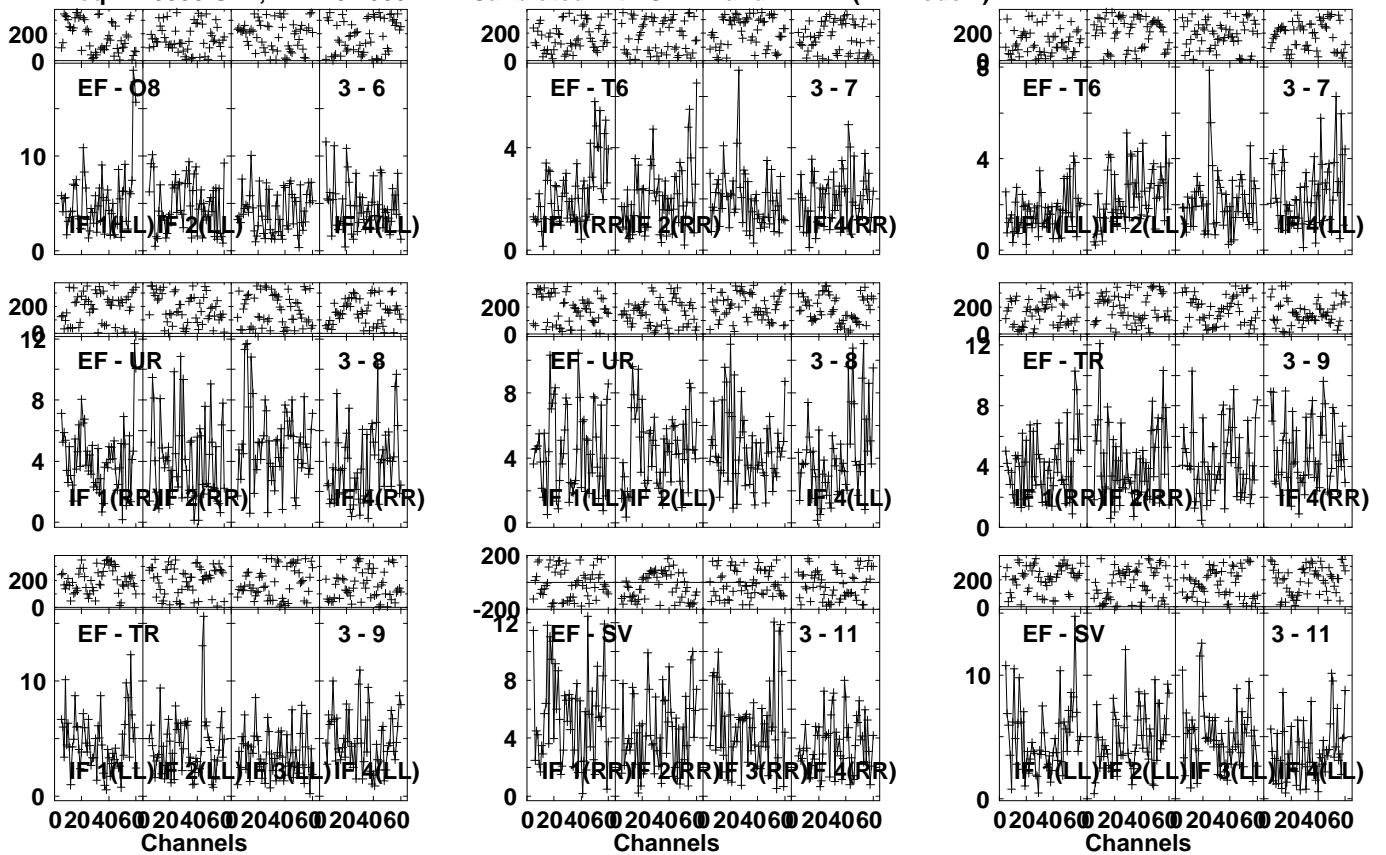 200 200 200
0 0 0
EF - O8 3 - 6 EF - T6 3 - 7 8 EF - T6 3 - 7
10 4 4
IF 1(LL) IF 2(LL) IF 4(LL) IF 1(RR) IF 2(RR) IF 4(RR) IF 1(LL) IF 2(LL) IF 4(LL)
0 0 0
200 200 200
0 0 0
12 EF - UR 3 - 8 EF - UR 3 - 8 12 EF - TR 3 - 9
8 8 8
4 4 4
IF 1(RR) IF 2(RR) IF 4(RR) IF 1(LL) IF 2(LL) IF 4(LL) IF 1(RR) IF 2(RR) IF 4(RR)
0 0 0
200 200 200
0 -200 0
EF - TR 3 - 9 12 EF - SV 3 - 11 EF - SV 3 - 11
10 8 10
4
IF 1(LL) IF 2(LL) IF 3(LL) IF 4(LL) IF 1(RR) IF 2(RR) IF 3(RR) IF 4(RR) IF 1(LL) IF 2(LL) IF 3(LL) IF 4(LL)
0 0 0
0 20 40 60 0 20 40 60 0 20 40 60 0 20 40 60 0 20 40 60 0 20 40 60 0 20 40 60 0 20 40 60 0 20 40 60 0 20 40 60 0 20 40 60 0 20 40 60
Channels Channels Channels